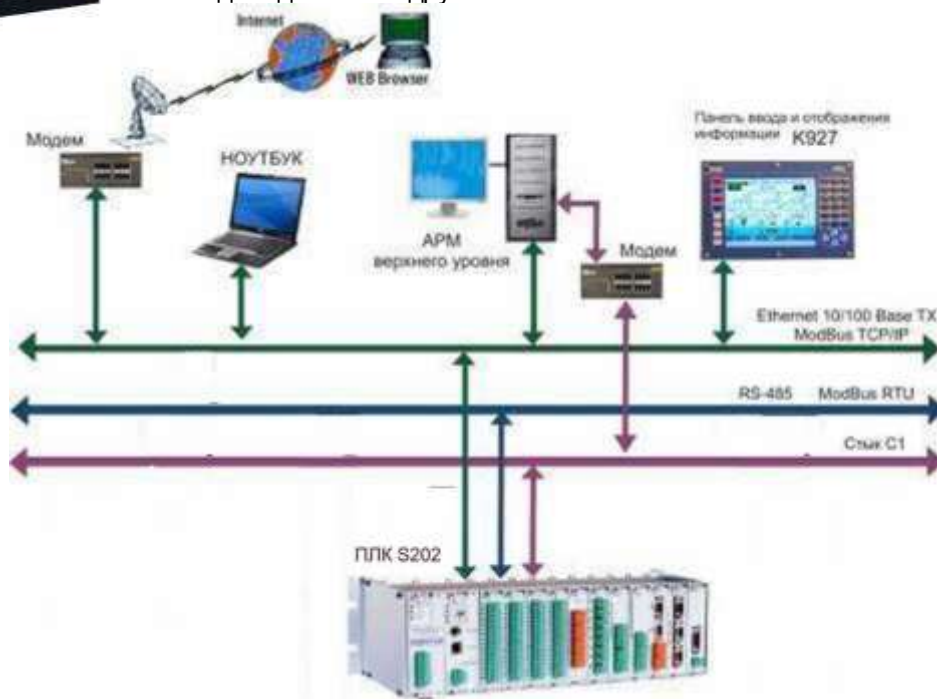 Internet
WEB Browser
Модем
НОУТБУК
АРМ
верхнего уровня
Модем
Панель ввода и отображения
информации К927
Ethernet 10/100 Base TX
ModBus TCP/IP
RS-485 ModBus RTU
Стык С1
ПЛК S202